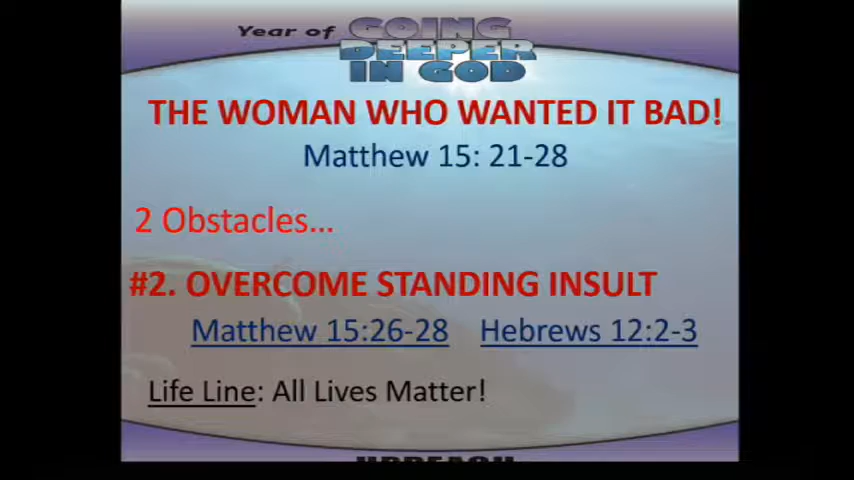 Year of GOING
DEEPER
IN GOD
THE WOMAN WHO WANTED IT BAD!
Matthew 15: 21-28
2 Obstacles...
#2. OVERCOME STANDING INSULT
Matthew 15:26-28 Hebrews 12:2-3
Life Line: All Lives Matter!